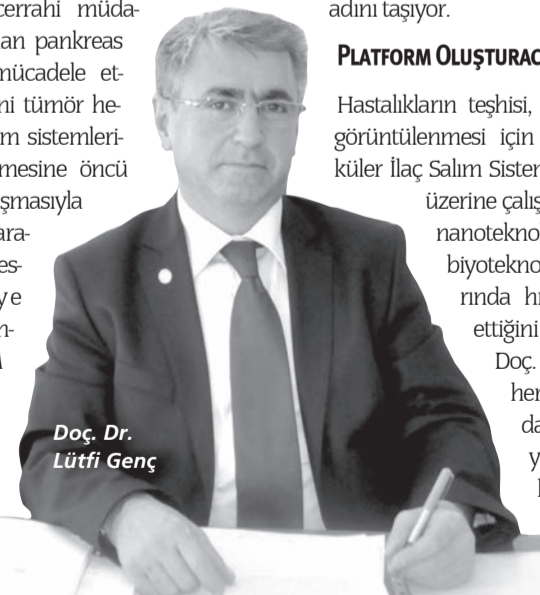 cerrahi müda-
an pankreas
mücadele et-
ni tümör he-
m sistemleri-
mesine öncü
şmasıyla
ara-
es-
ye
n-
Doç. Dr.
Lütfi Genç
adını taşıyor.
PLATFORM OLUŞTURAC
Hastalıkların teşhisi,
görüntülenmesi için
küler İlaç Salım Sistem
üzerine çalış
nanotekno
biyotekno
rında hı
ettiğini
Doç.
her
da
y